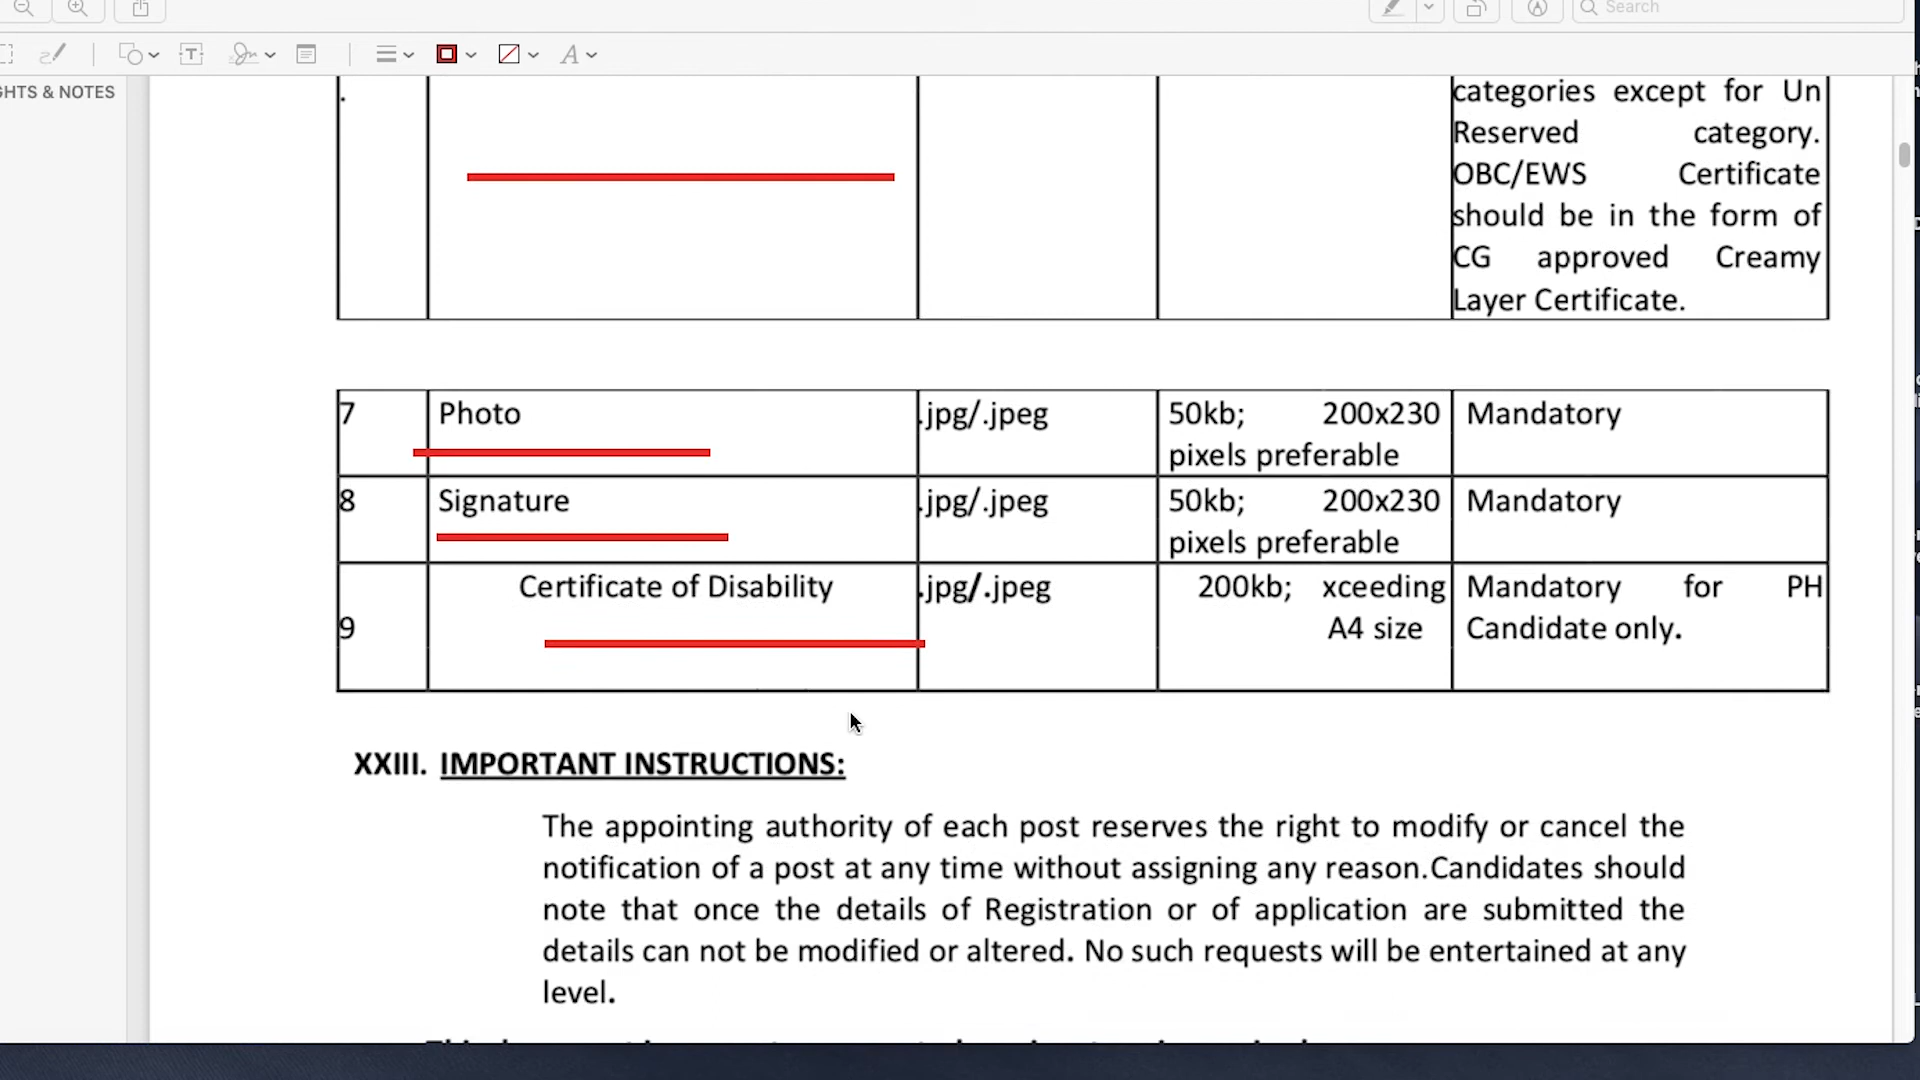 Search
GHTS & NOTES
.
categories except for Un
Reserved category.
OBC/EWS Certificate
should be in the form of
CG approved Creamy
Layer Certificate.
7 Photo .jpg/.jpeg 50kb; 200x230 Mandatory
pixels preferable
8 Signature .jpg/.jpeg 50kb; 200x230 Mandatory
pixels preferable
Certificate of Disability .jpg/.jpeg 200kb; xceeding Mandatory for PH
9 A4 size Candidate only.
XXIII. IMPORTANT INSTRUCTIONS:
The appointing authority of each post reserves the right to modify or cancel the
notification of a post at any time without assigning any reason.Candidates should
note that once the details of Registration or of application are submitted the
details can not be modified or altered. No such requests will be entertained at any
level.